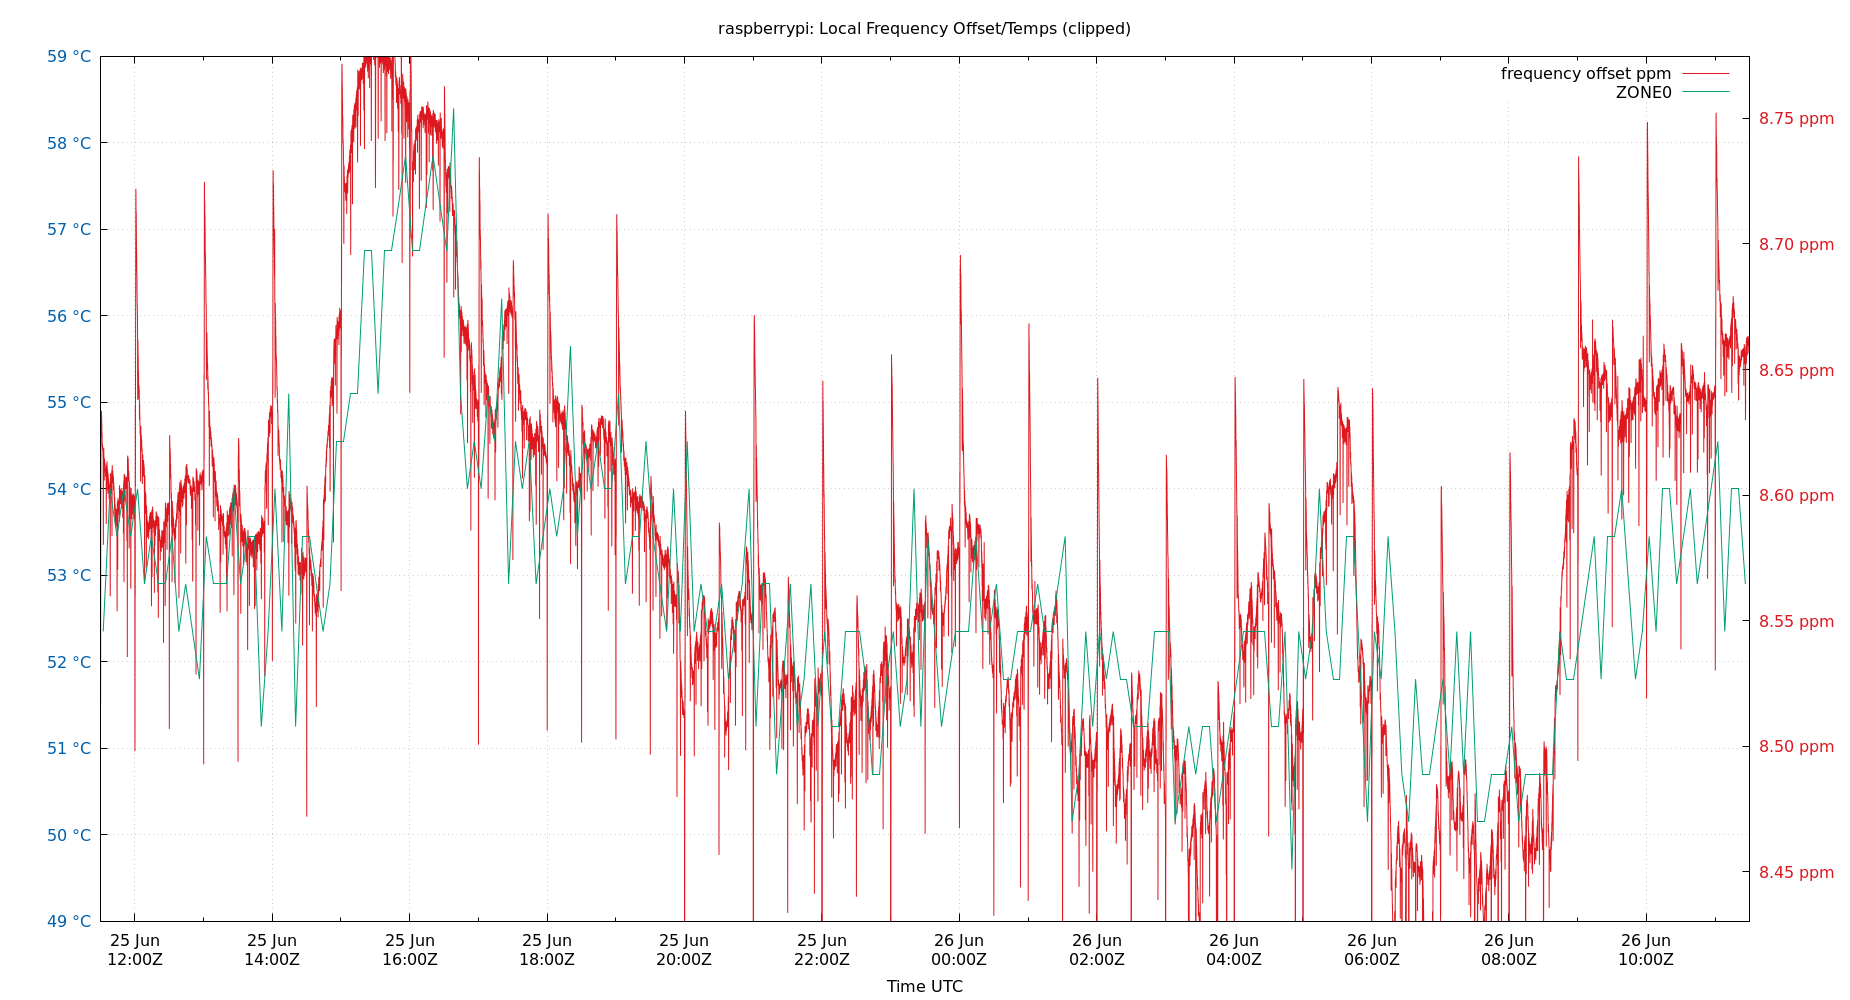 raspberrypi: Local Frequency Offset/Temps (clipped)
frequency offset ppm
ZONE0
59 °C
58 °C
57 °C
56 °C
55 °C
54 °C
53 °C
52 °C
51 °C
50 °C
49 °C
8.75 ppm
8.70 ppm
8.65 ppm
8.60 ppm
8.55 ppm
8.50 ppm
8.45 ppm
25 Jun
12:00Z
25 Jun
14:00Z
25 Jun
16:00Z
25 Jun
18:00Z
25 Jun
20:00Z
25 Jun
22:00Z
26 Jun
00:00Z
26 Jun
02:00Z
26 Jun
04:00Z
26 Jun
06:00Z
26 Jun
08:00Z
26 Jun
10:00Z
Time UTC